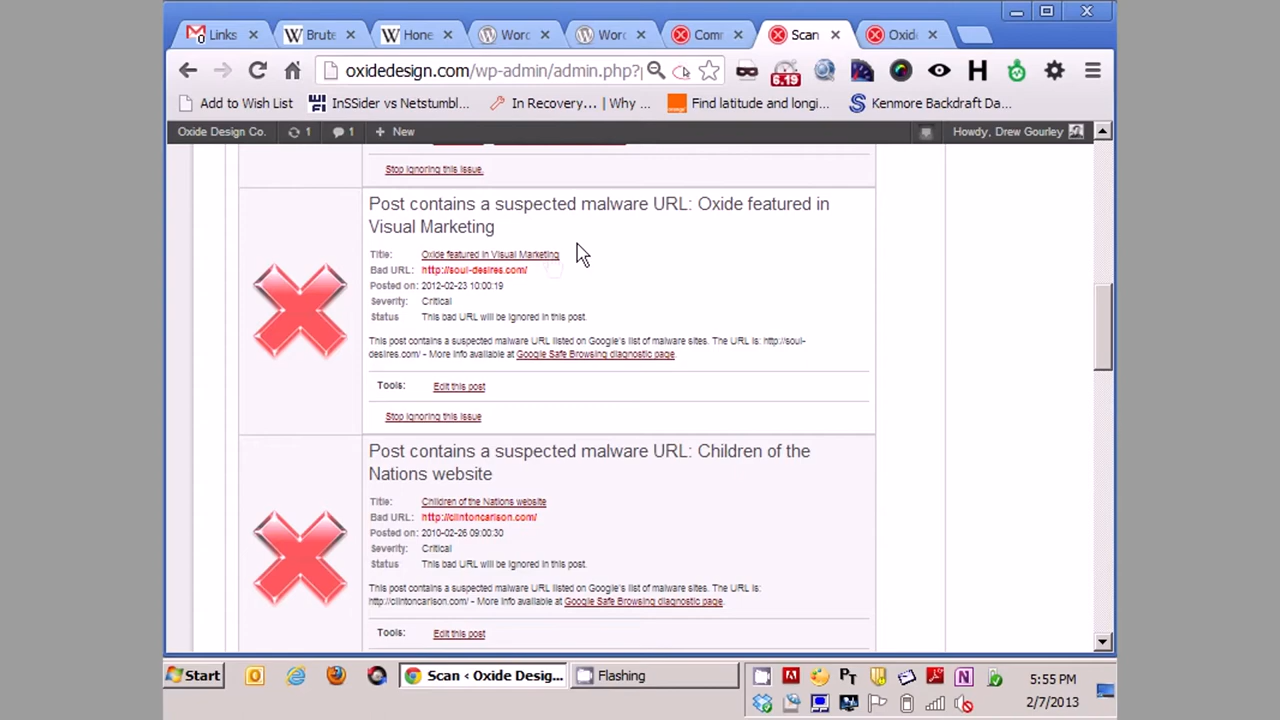 Links
Brute
Hone
Word
Word
Comr
Scan
Oxide
0
oxidedesign.com/wp-admin/admin.php?
6.19
H
Add to Wish List
InSSider vs Netstumbl...
In Recovery... | Why ...
Find latitude and longi...
Kenmore Backdraft Da...
Oxide Design Co.
1
1
+ New
Howdy, Drew Gourley
Stop ignoring this issue.
Post contains a suspected malware URL: Oxide featured in
Visual Marketing
Title: Oxide featured in Visual Marketing
Bad URL: http://soul-desires.com/
Posted on: 2012-02-23 10:00:19
Severity: Critical
Status This bad URL will be ignored in this post.
This post contains a suspected malware URL listed on Google's list of malware sites. The URL is: http://soul-
desires.com/ - More info available at Google Safe Browsing diagnostic page.
Tools: Edit this post
Stop ignoring this issue
Post contains a suspected malware URL: Children of the
Nations website
Title: Children of the Nations website
Bad URL: http://clintoncarlson.com/
Posted on: 2010-02-26 09:00:30
Severity: Critical
Status This bad URL will be ignored in this post.
This post contains a suspected malware URL listed on Google's list of malware sites. The URL is:
http://clintoncarlson.com/ - More info available at Google Safe Browsing diagnostic page.
Tools: Edit this post
Start
Scan < Oxide Desig...
Flashing
5:55 PM
2/7/2013